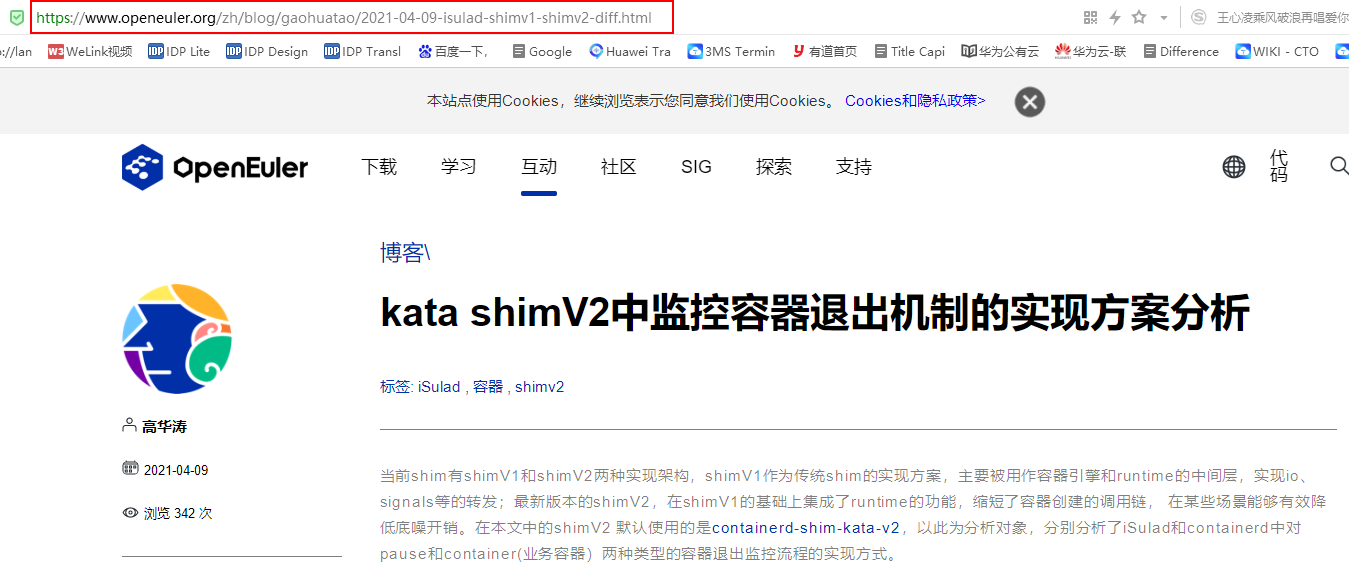 https://www.openeuler.org/zh/blog/gaohuatao/2021-04-09-isulad-shimv1-shimv2-diff.html
王心凌乘风破浪再唱爱你
://lan WeLink视频 IDP Lite IDP Design IDP Transl 百度一下， Google Huawei Tra 3MS Termin 有道首页 Title Capi 华为公有云 华为云-联 Difference WIKI - CTO
本站点使用Cookies，继续浏览表示您同意我们使用Cookies。 Cookies和隐私政策>
OpenEuler 下载 学习 互动 社区 SIG 探索 支持 代码
博客\
kata shimV2中监控容器退出机制的实现方案分析
标签: iSulad , 容器 , shimv2
高华涛
2021-04-09
浏览 342 次
当前shim有shimV1和shimV2两种实现架构，shimV1作为传统shim的实现方案，主要被用作容器引擎和runtime的中间层，实现io、
signals等的转发；最新版本的shimV2，在shimV1的基础上集成了runtime的功能，缩短了容器创建的调用链， 在某些场景能够有效降
低底噪开销。在本文中的shimV2 默认使用的是containerd-shim-kata-v2，以此为分析对象，分别分析了iSulad和containerd中对
pause和container(业务容器）两种类型的容器退出监控流程的实现方式。